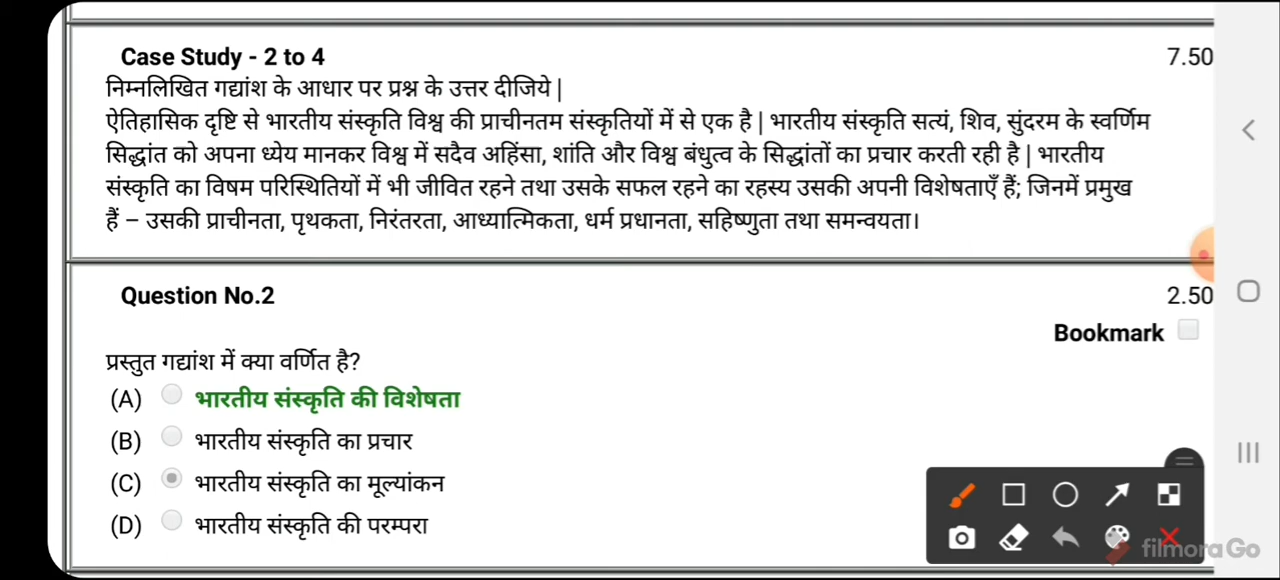 Case Study - 2 to 4 7.50
निम्नलिखित गद्यांश के आधार पर प्रश्न के उत्तर दीजिये |
ऐतिहासिक दृष्टि से भारतीय संस्कृति विश्व की प्राचीनतम संस्कृतियों में से एक है | भारतीय संस्कृति सत्यं, शिव, सुंदरम के स्वर्णिम
सिद्धांत को अपना ध्येय मानकर विश्व में सदैव अहिंसा, शांति और विश्व बंधुत्व के सिद्धांतों का प्रचार करती रही है | भारतीय
संस्कृति का विषम परिस्थितियों में भी जीवित रहने तथा उसके सफल रहने का रहस्य उसकी अपनी विशेषताएँ हैं; जिनमें प्रमुख
हैं – उसकी प्राचीनता, पृथकता, निरंतरता, आध्यात्मिकता, धर्म प्रधानता, सहिष्णुता तथा समन्वयता।
Question No.2 2.50
Bookmark
प्रस्तुत गद्यांश में क्या वर्णित है?
(A) भारतीय संस्कृति की विशेषता
(B) भारतीय संस्कृति का प्रचार
(C) भारतीय संस्कृति का मूल्यांकन
(D) भारतीय संस्कृति की परम्परा
filmoraGo